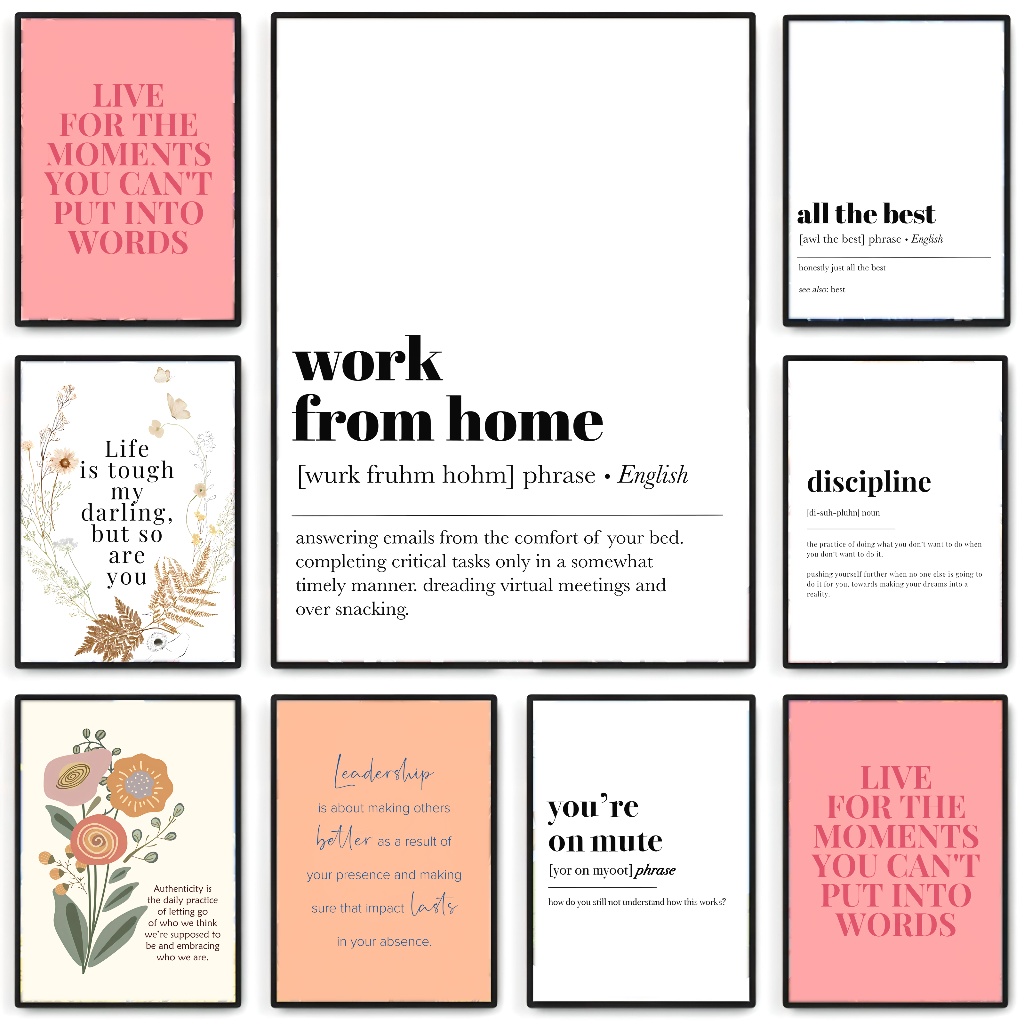 LIVE
FOR THE
MOMENTS
YOU CAN'T
PUT INTO
WORDS
work
from home
[wurk fruhm hohm] phrase • English
answering emails from the comfort of your bed.
completing critical tasks only in a somewhat
timely manner. dreading virtual meetings and
over snacking.
all the best
[awl the best] phrase • English
honestly just all the best
see also: best
Life
is tough
my
darling,
but so
are
you
discipline
[di-suh-pluhn] noun
the practice of doing what you don't want to do when
you don't want to do it.
pushing yourself further when no one else is going to
do it for you, towards making your dreams into a
reality.
Authenticity is
the daily practice
of letting go
of who we think
we're supposed to
be and embracing
who we are.
Leadership
is about making others
better as a result of
your presence and making
sure that impact lasts
in your absence.
you're
on mute
[yor on myoot] phrase
how do you still not understand how this works?
LIVE
FOR THE
MOMENTS
YOU CAN'T
PUT INTO
WORDS